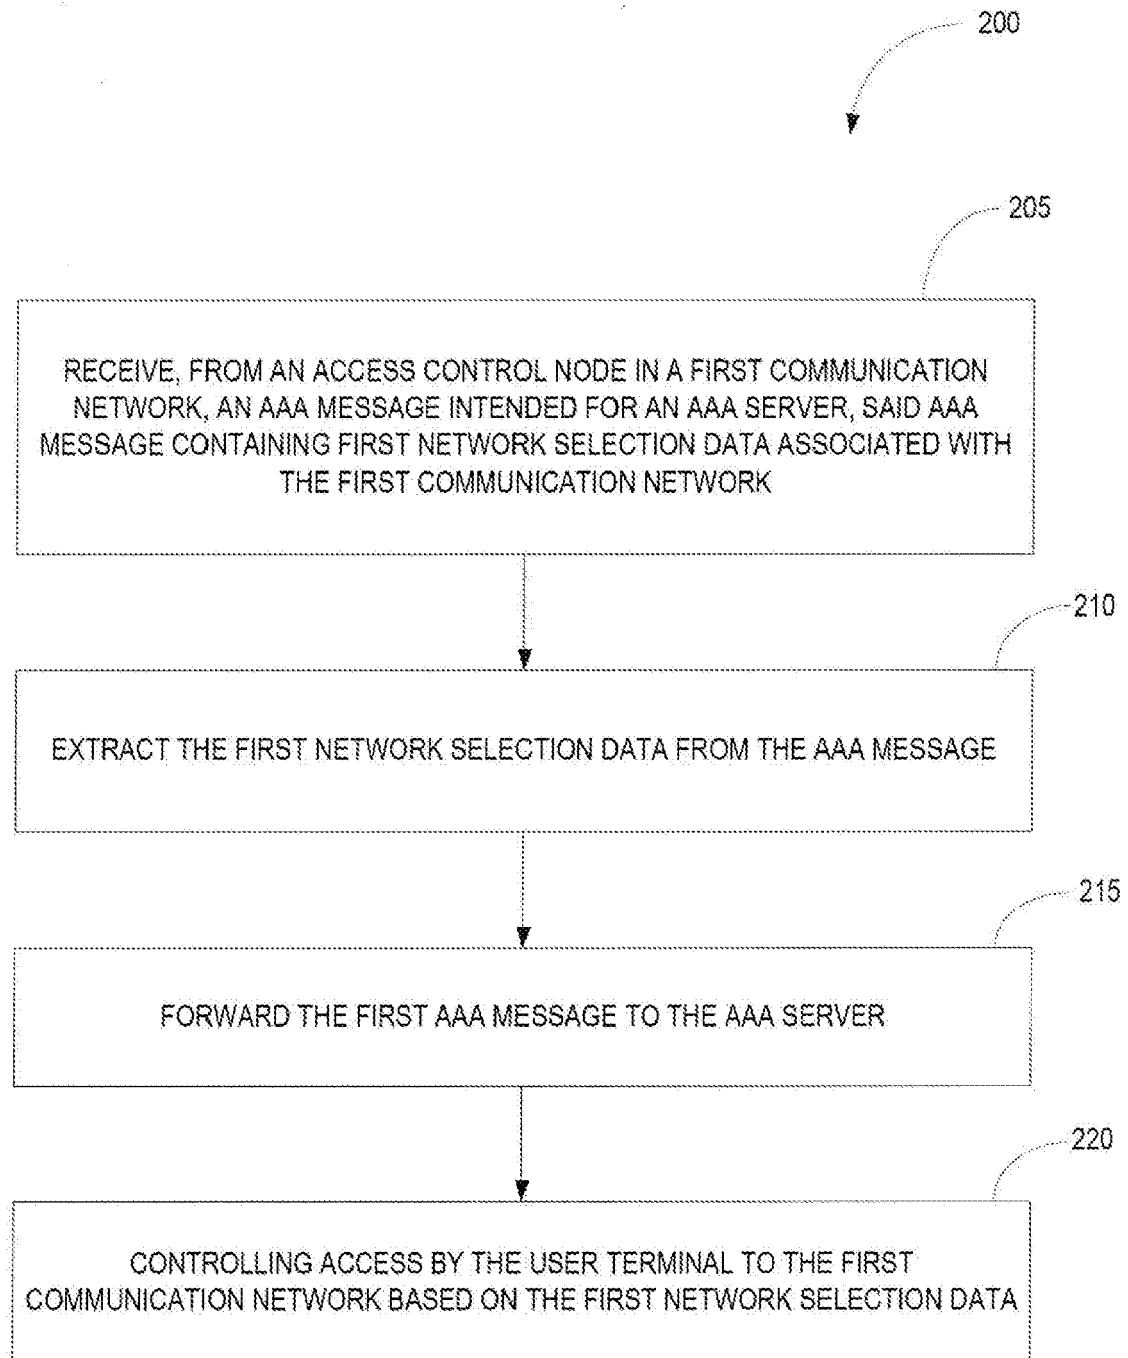 200
205
RECEIVE, FROM AN ACCESS CONTROL NODE IN A FIRST COMMUNICATION
NETWORK, AN AAA MESSAGE INTENDED FOR AN AAA SERVER, SAID AAA
MESSAGE CONTAINING FIRST NETWORK SELECTION DATA ASSOCIATED WITH
THE FIRST COMMUNICATION NETWORK
210
EXTRACT THE FIRST NETWORK SELECTION DATA FROM THE AAA MESSAGE
215
FORWARD THE FIRST AAA MESSAGE TO THE AAA SERVER
220
CONTROLLING ACCESS BY THE USER TERMINAL TO THE FIRST
COMMUNICATION NETWORK BASED ON THE FIRST NETWORK SELECTION DATA